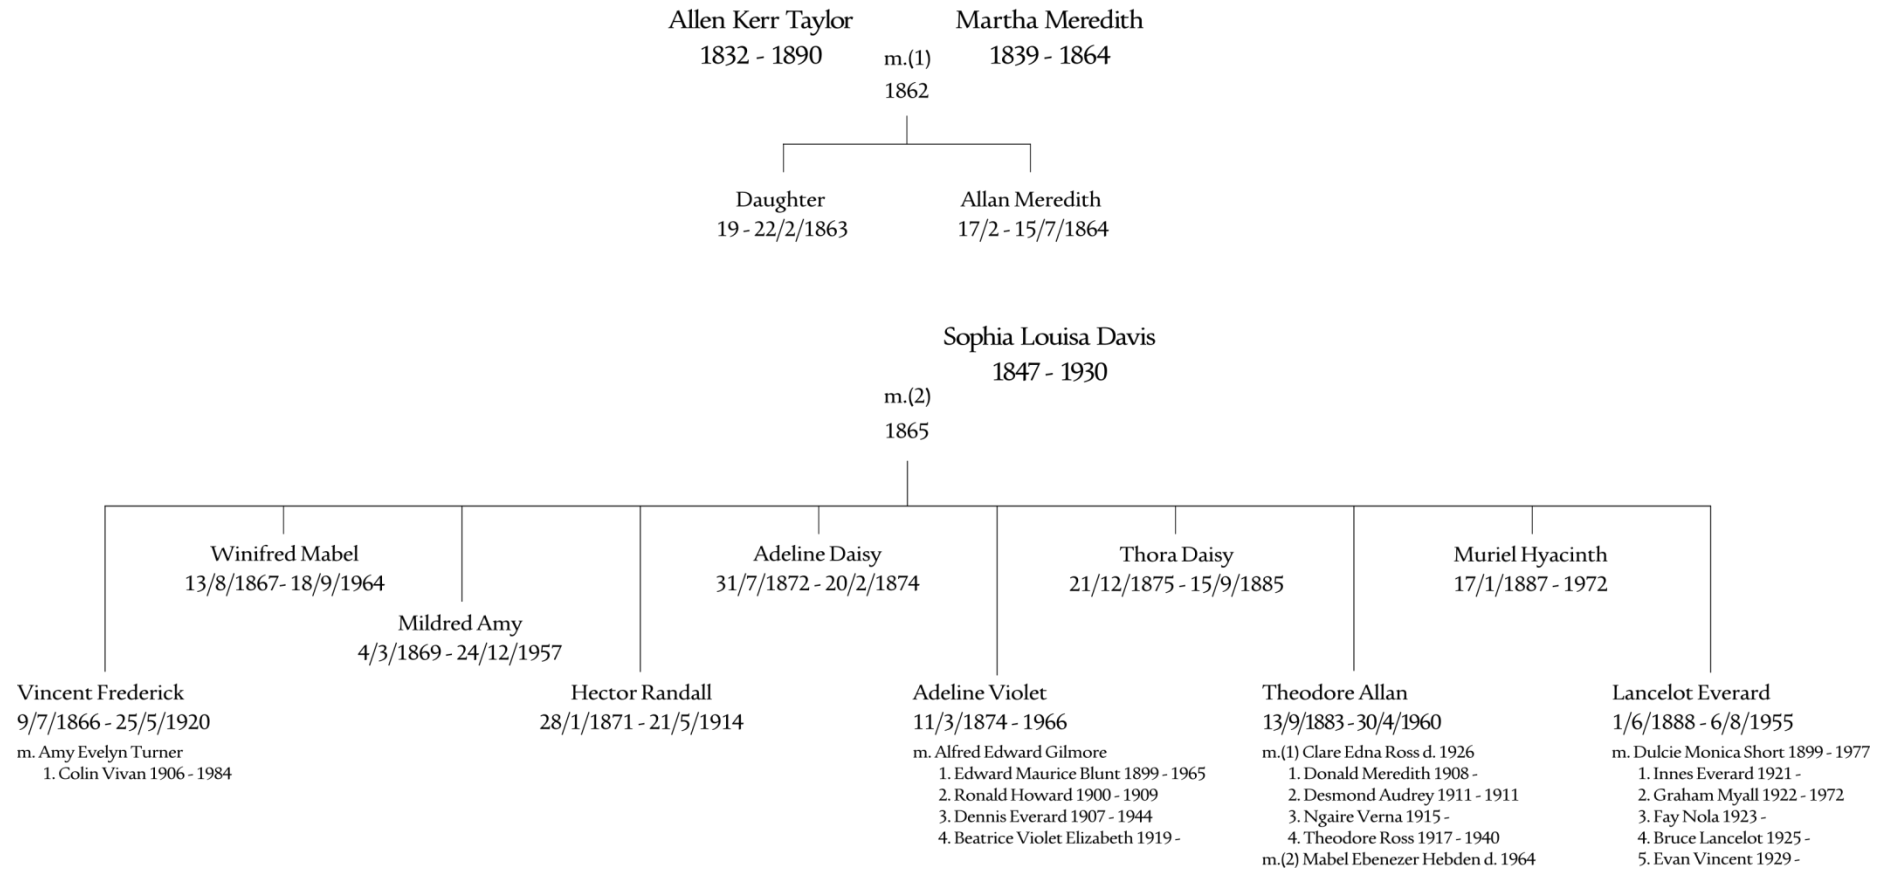 Allen Kerr Taylor
1832 - 1890
Martha Meredith
1839 - 1864
m.(1)
1862
Daughter
19 - 22/2/1863
Allan Meredith
17/2 - 15/7/1864
Sophia Louisa Davis
1847 - 1930
m.(2)
1865
Winifred Mabel
13/8/1867- 18/9/1964
Adeline Daisy
31/7/1872 - 20/2/1874
Thora Daisy
21/12/1875 - 15/9/1885
Muriel Hyacinth
17/1/1887 - 1972
Mildred Amy
4/3/1869 - 24/12/1957
Vincent Frederick
9/7/1866 - 25/5/1920
m. Amy Evelyn Turner
1. Colin Vivan 1906 - 1984
Hector Randall
28/1/1871 - 21/5/1914
Adeline Violet
11/3/1874 - 1966
m. Alfred Edward Gilmore
1. Edward Maurice Blunt 1899 - 1965
2. Ronald Howard 1900 - 1909
3. Dennis Everard 1907 - 1944
4. Beatrice Violet Elizabeth 1919 -
Theodore Allan
13/9/1883 - 30/4/1960
m.(1) Clare Edna Ross d. 1926
1. Donald Meredith 1908 -
2. Desmond Audrey 1911 - 1911
3. Ngaire Verna 1915 -
4. Theodore Ross 1917 - 1940
m.(2) Mabel Ebenezer Hebden d. 1964
Lancelot Everard
1/6/1888 - 6/8/1955
m. Dulcie Monica Short 1899 - 1977
1. Innes Everard 1921 -
2. Graham Myall 1922 - 1972
3. Fay Nola 1923 -
4. Bruce Lancelot 1925 -
5. Evan Vincent 1929 -